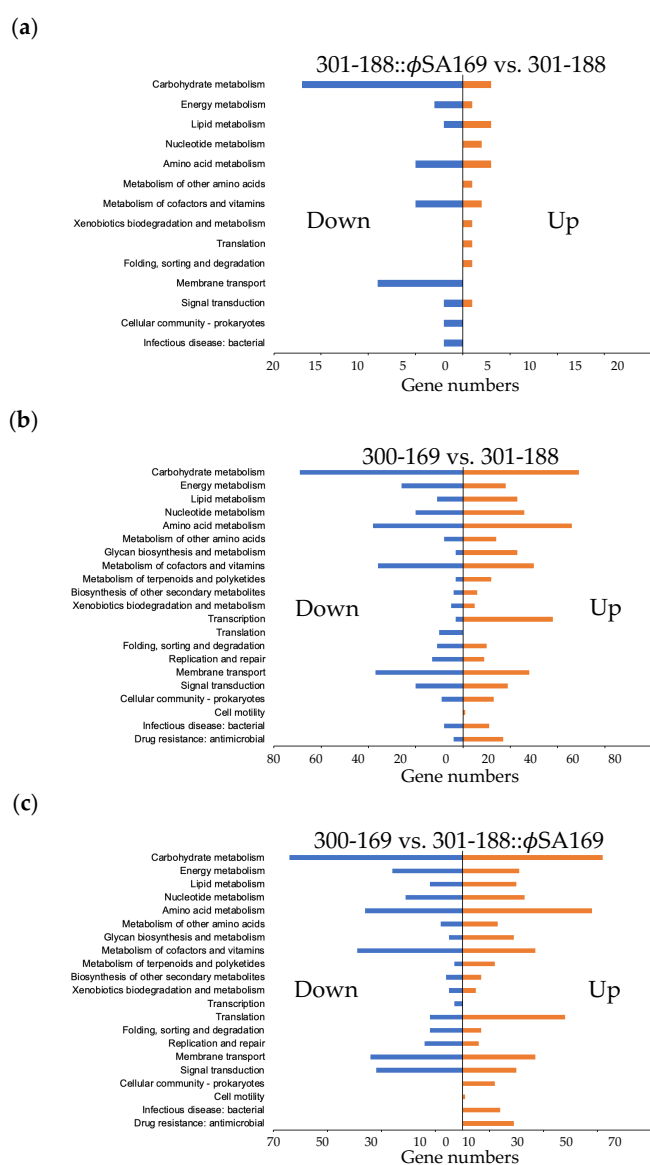 (a)
301-188::ϕSA169 vs. 301-188
Carbohydrate metabolism
Energy metabolism
Lipid metabolism
Nucleotide metabolism
Amino acid metabolism
Metabolism of other amino acids
Metabolism of cofactors and vitamins
Xenobiotics biodegradation and metabolism
Translation
Folding, sorting and degradation
Membrane transport
Signal transduction
Cellular community - prokaryotes
Infectious disease: bacterial
Down Up
20 15 10 5 0 5 10 15 20
Gene numbers
(b)
300-169 vs. 301-188
Carbohydrate metabolism
Energy metabolism
Lipid metabolism
Nucleotide metabolism
Amino acid metabolism
Metabolism of other amino acids
Glycan biosynthesis and metabolism
Metabolism of cofactors and vitamins
Metabolism of terpenoids and polyketides
Biosynthesis of other secondary metabolites
Xenobiotics biodegradation and metabolism
Transcription
Translation
Folding, sorting and degradation
Replication and repair
Membrane transport
Signal transduction
Cellular community - prokaryotes
Cell motility
Infectious disease: bacterial
Drug resistance: antimicrobial
Down Up
80 60 40 20 0 20 40 60 80
Gene numbers
(c)
300-169 vs. 301-188::ϕSA169
Carbohydrate metabolism
Energy metabolism
Lipid metabolism
Nucleotide metabolism
Amino acid metabolism
Metabolism of other amino acids
Glycan biosynthesis and metabolism
Metabolism of cofactors and vitamins
Metabolism of terpenoids and polyketides
Biosynthesis of other secondary metabolites
Xenobiotics biodegradation and metabolism
Transcription
Translation
Folding, sorting and degradation
Replication and repair
Membrane transport
Signal transduction
Cellular community - prokaryotes
Cell motility
Infectious disease: bacterial
Drug resistance: antimicrobial
Down Up
70 50 30 10 0 10 30 50 70
Gene numbers